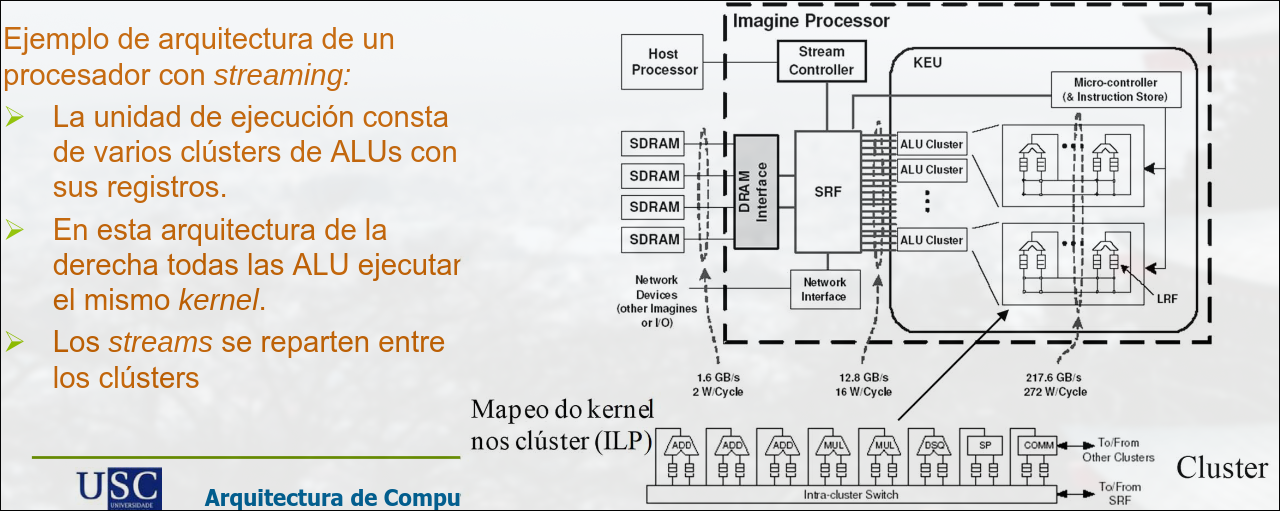 Ejemplo de arquitectura de un
procesador con streaming:
La unidad de ejecución consta
de varios clústers de ALUs con
sus registros.
En esta arquitectura de la
derecha todas las ALU ejecutan
el mismo kernel.
Los streams se reparten entre
los clústers
Imagine Processor
Host
Processor
Stream
Controller
KEU
Micro-controller
(& Instruction Store)
SDRAM
SDRAM
SDRAM
SDRAM
DRAM
Interface
SRF
ALU Cluster
ALU Cluster
ALU Cluster
LRF
Network
Devices
(other Imagines
or I/O)
Network
Interface
1.6 GB/s
2 W/Cycle
12.8 GB/s
16 W/Cycle
217.6 GB/s
272 W/Cycle
Mapeo do kernel
nos clúster (ILP)
ADD
ADD
ADD
MUL
MUL
DSQ
SP
COMM
To/From
Other Clusters
Intra-cluster Switch
To/From
SRF
Cluster
USC
UNIVERSIDADE
Arquitectura de Compu